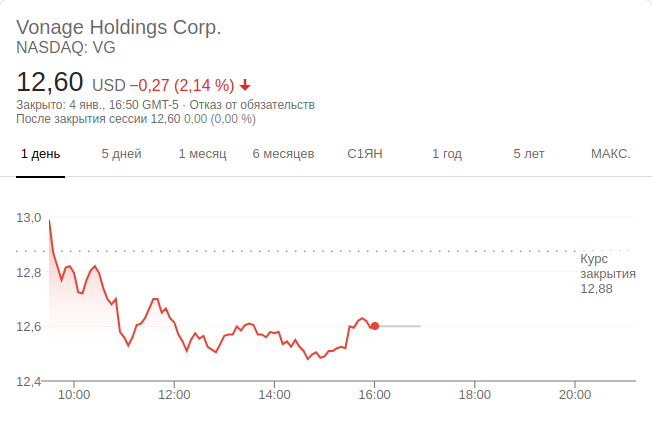 Vonage Holdings Corp.
NASDAQ: VG
12,60 USD −0,27 (2,14 %)
Закрыто: 4 янв., 16:50 GMT-5 · Отказ от обязательств
После закрытия сессии 12,60 0,00 (0,00 %)
1 день 5 дней 1 месяц 6 месяцев С1ЯН 1 год 5 лет МАКС.
13,0
Курс
закрытия
12,88
12,8
12,6
12,4
10:00 12:00 14:00 16:00 18:00 20:00